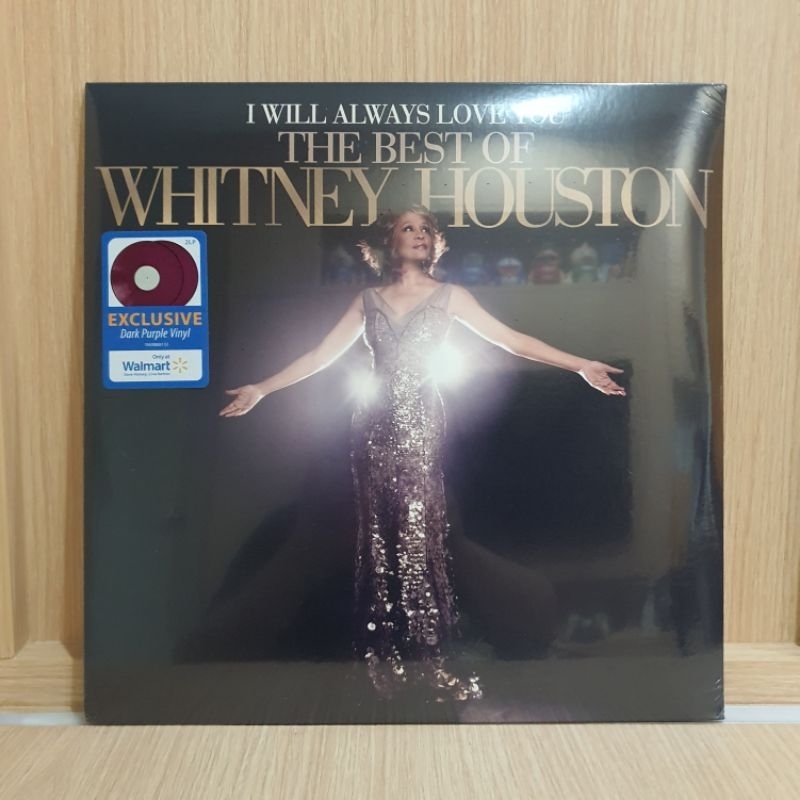 I WILL ALWAYS LOVE YOU
THE BEST OF
WHITNEY HOUSTON
2LP
EXCLUSIVE
Dark Purple Vinyl
Only at
Walmart